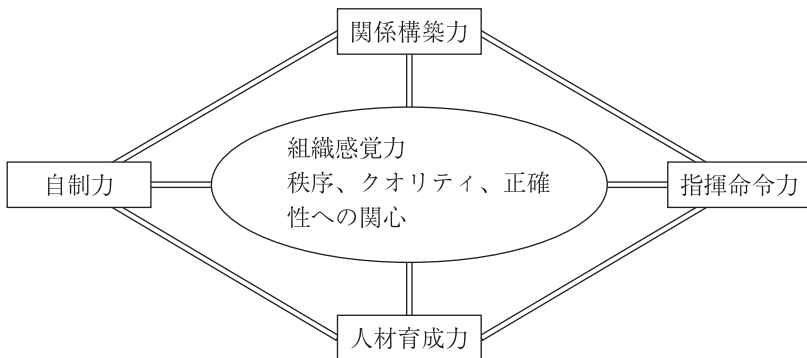 関係構築力
組織感覚力
秩序、クオリティ、正確
性への関心
自制力
指揮命令力
人材育成力